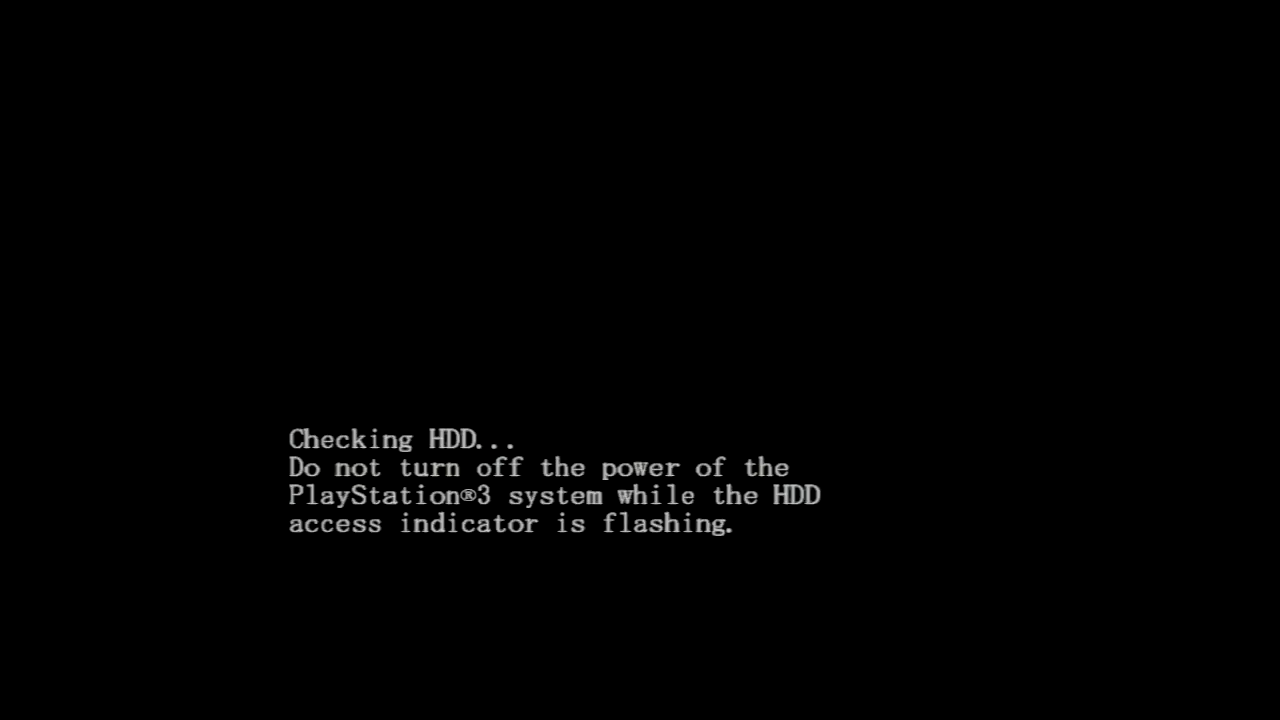 Checking HDD...
Do not turn off the power of the
PlayStation®3 system while the HDD
access indicator is flashing.